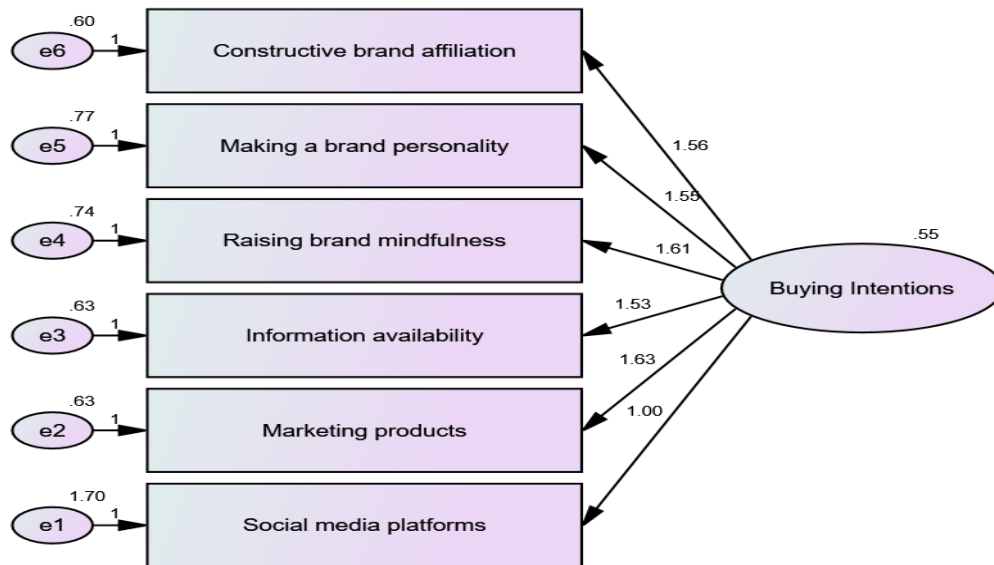 .60
e6
1
Constructive brand affiliation
.77
e5
1
Making a brand personality
1.56
1.55
.74
e4
1
Raising brand mindfulness
1.61
.55
Buying Intentions
.63
e3
1
Information availability
1.53
.63
e2
1
Marketing products
1.63
1.00
1.70
e1
1
Social media platforms